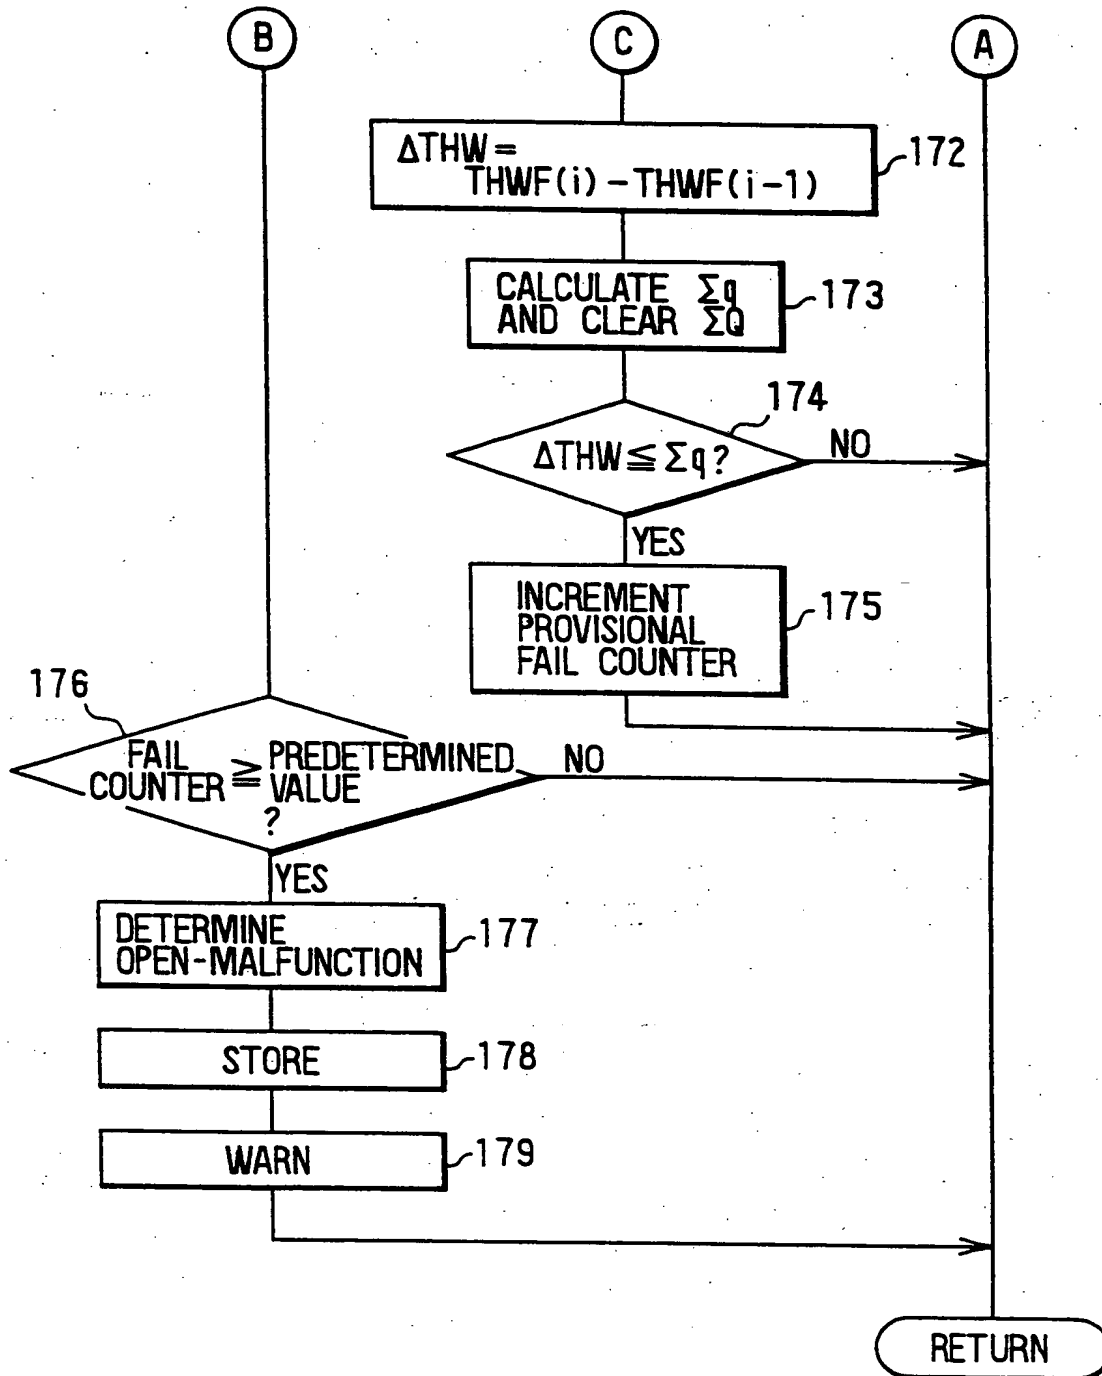 B
C
A
ΔTHW=
THWF(i)-THWF(i-1)
172
CALCULATE Σq
AND CLEAR ΣQ
173
174
ΔTHW≦Σq?
NO
YES
INCREMENT
PROVISIONAL
FAIL COUNTER
175
176
FAIL COUNTER ≧ PREDETERMINED VALUE
?
NO
YES
DETERMINE
OPEN-MALFUNCTION
177
STORE
178
WARN
179
RETURN